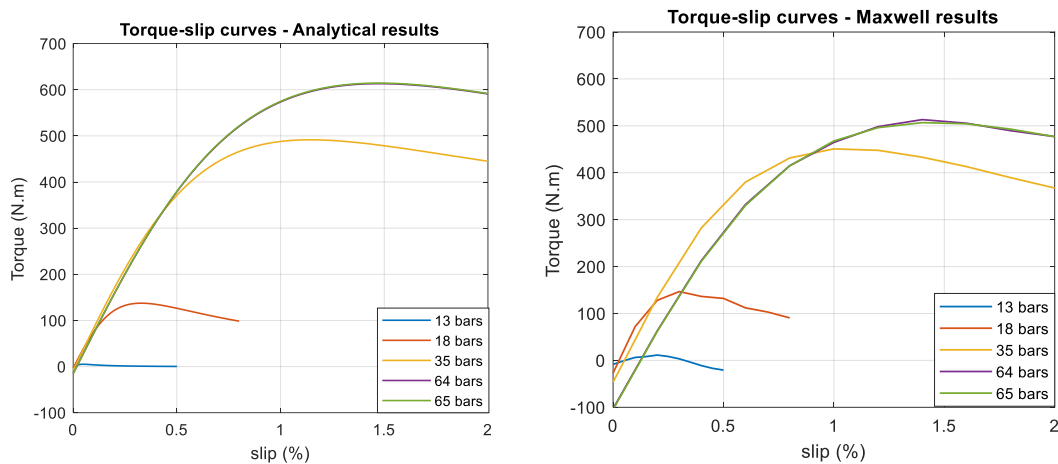 Torque-slip curves - Analytical results
700
600
500
400
300
200
100
0
-100
Torque (N.m)
0
0.5
1
1.5
2
slip (%)
13 bars
18 bars
35 bars
64 bars
65 bars
Torque-slip curves - Maxwell results
700
600
500
400
300
200
100
0
-100
Torque (N.m)
0
0.5
1
1.5
2
slip (%)
13 bars
18 bars
35 bars
64 bars
65 bars